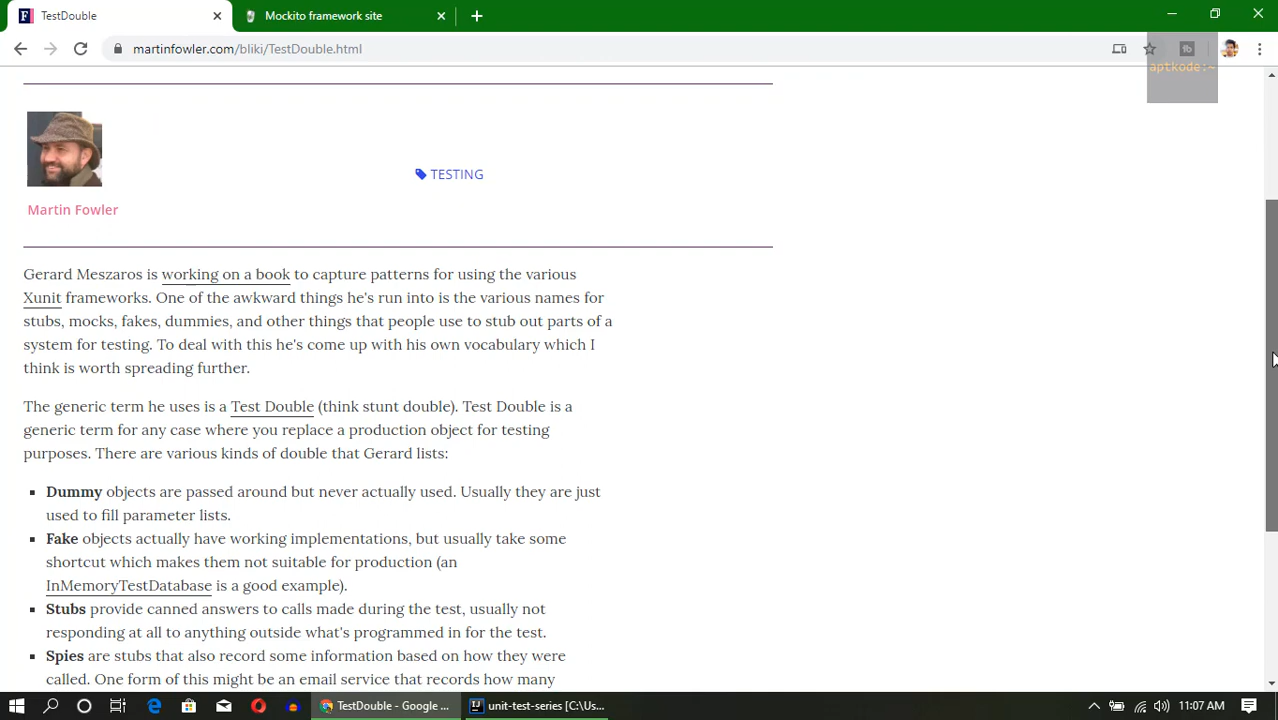 TestDouble
Mockito framework site
martinfowler.com/bliki/TestDouble.html
aptkode:~
TESTING
Martin Fowler
Gerard Meszaros is working on a book to capture patterns for using the various
Xunit frameworks. One of the awkward things he's run into is the various names for
stubs, mocks, fakes, dummies, and other things that people use to stub out parts of a
system for testing. To deal with this he's come up with his own vocabulary which I
think is worth spreading further.
The generic term he uses is a Test Double (think stunt double). Test Double is a
generic term for any case where you replace a production object for testing
purposes. There are various kinds of double that Gerard lists:
Dummy objects are passed around but never actually used. Usually they are just
used to fill parameter lists.
Fake objects actually have working implementations, but usually take some
shortcut which makes them not suitable for production (an
InMemoryTestDatabase is a good example).
Stubs provide canned answers to calls made during the test, usually not
responding at all to anything outside what's programmed in for the test.
Spies are stubs that also record some information based on how they were
called. One form of this might be an email service that records how many
TestDouble - Google ...
unit-test-series [C:\Us...
11:07 AM